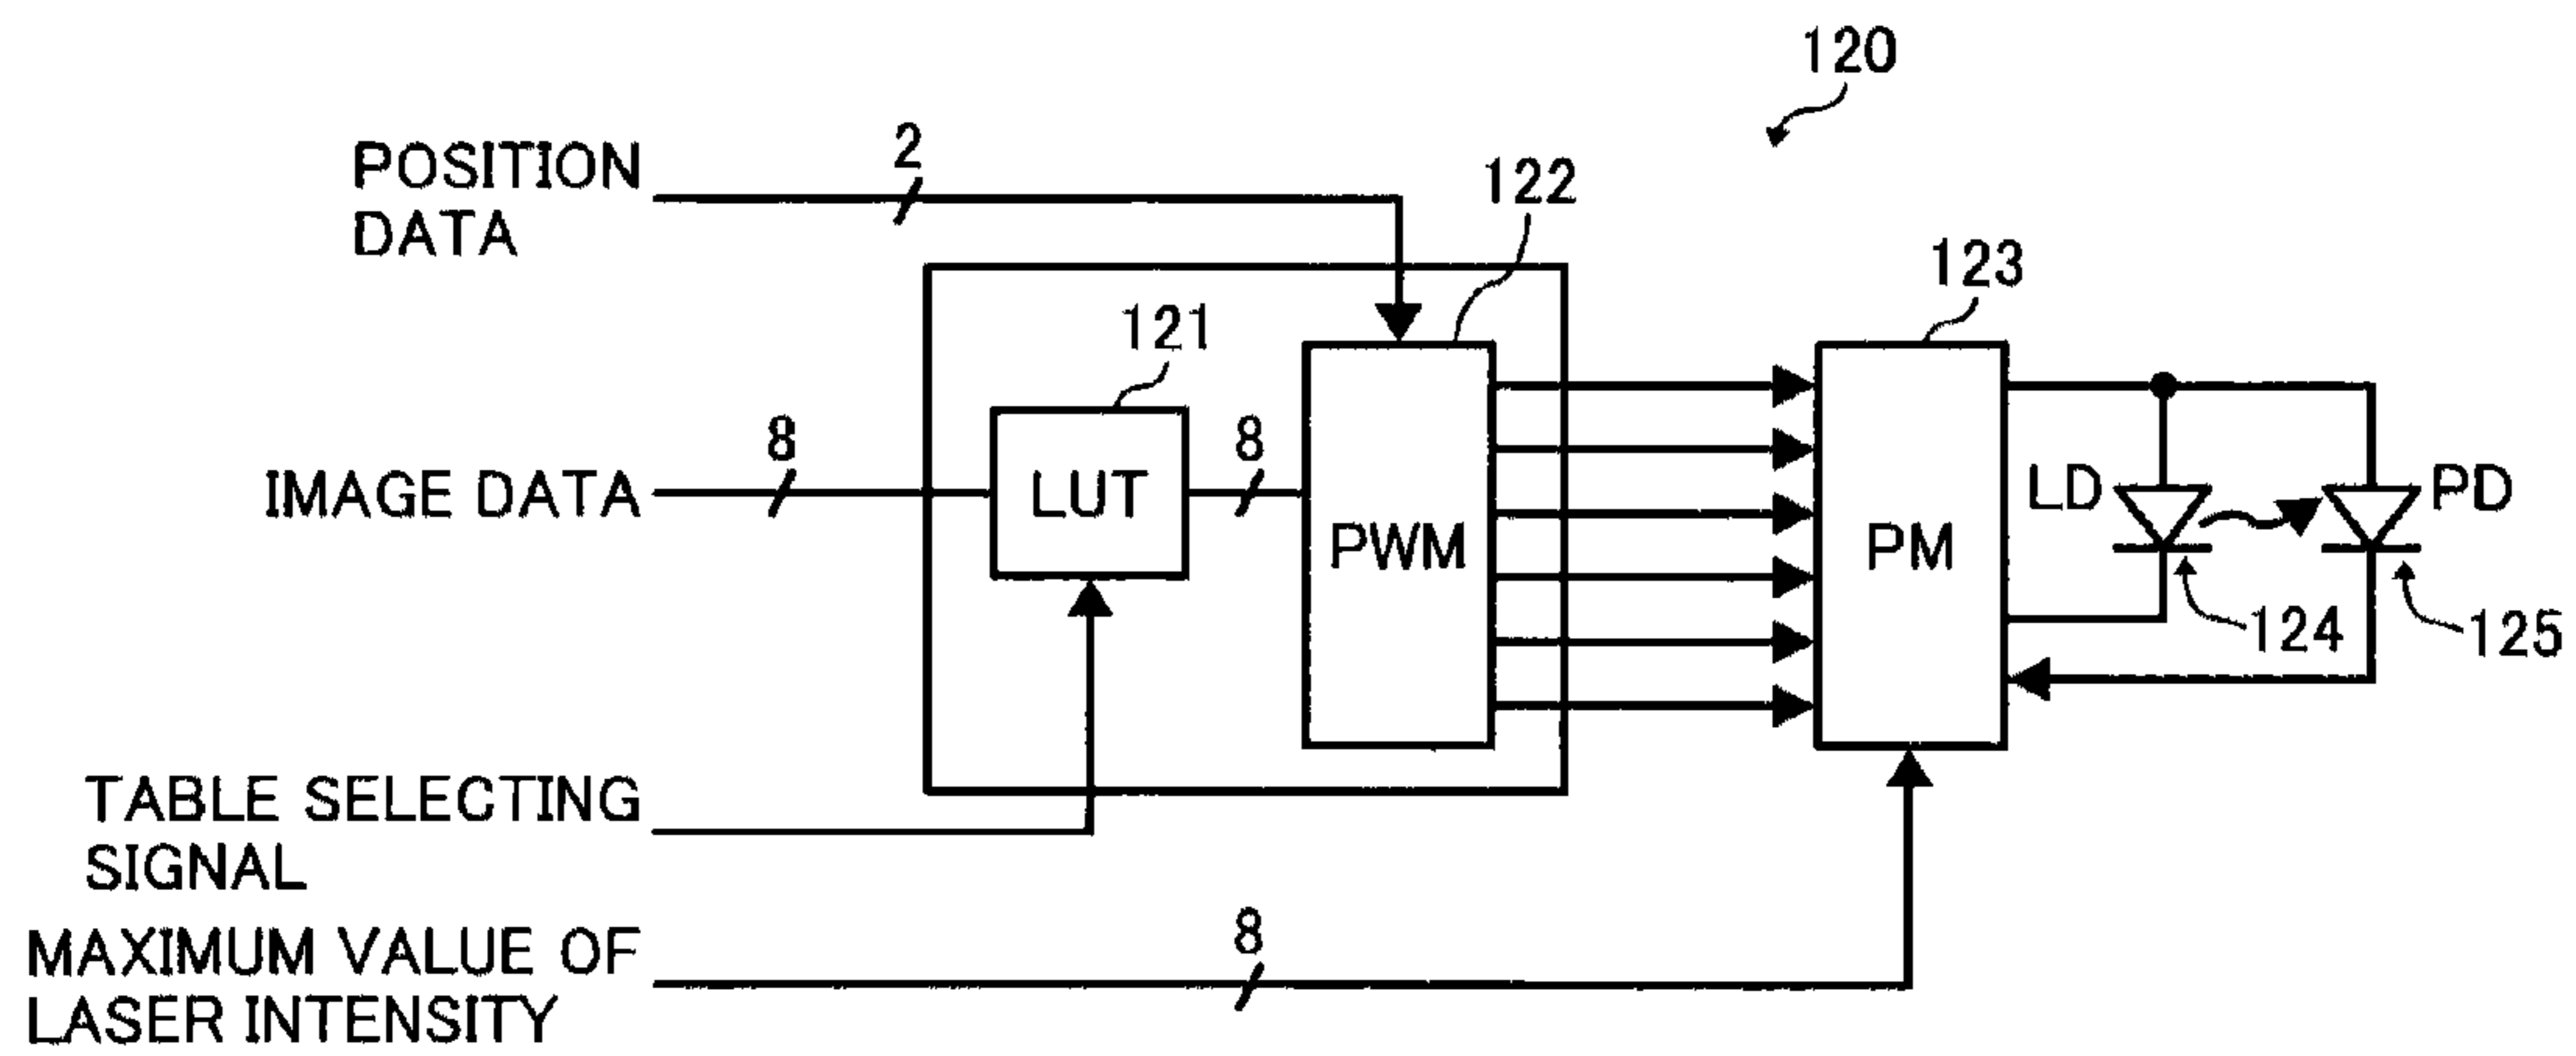 120
POSITION
DATA
2
122
123
121
IMAGE DATA
8
LUT
8
PWM
PM
LD
PD
124
125
TABLE SELECTING
SIGNAL
MAXIMUM VALUE OF
LASER INTENSITY
8